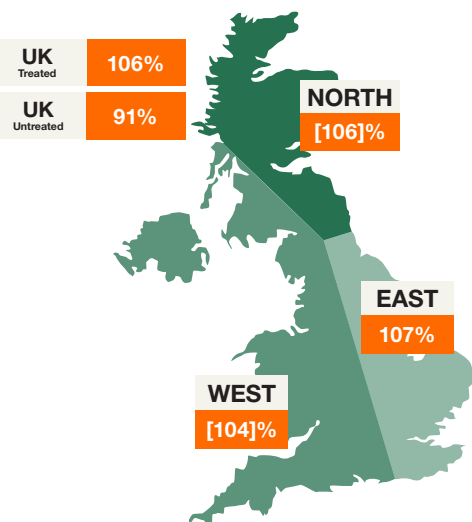 UK
Treated
106%
UK
Untreated
91%
NORTH
[106]%
EAST
107%
WEST
[104]%